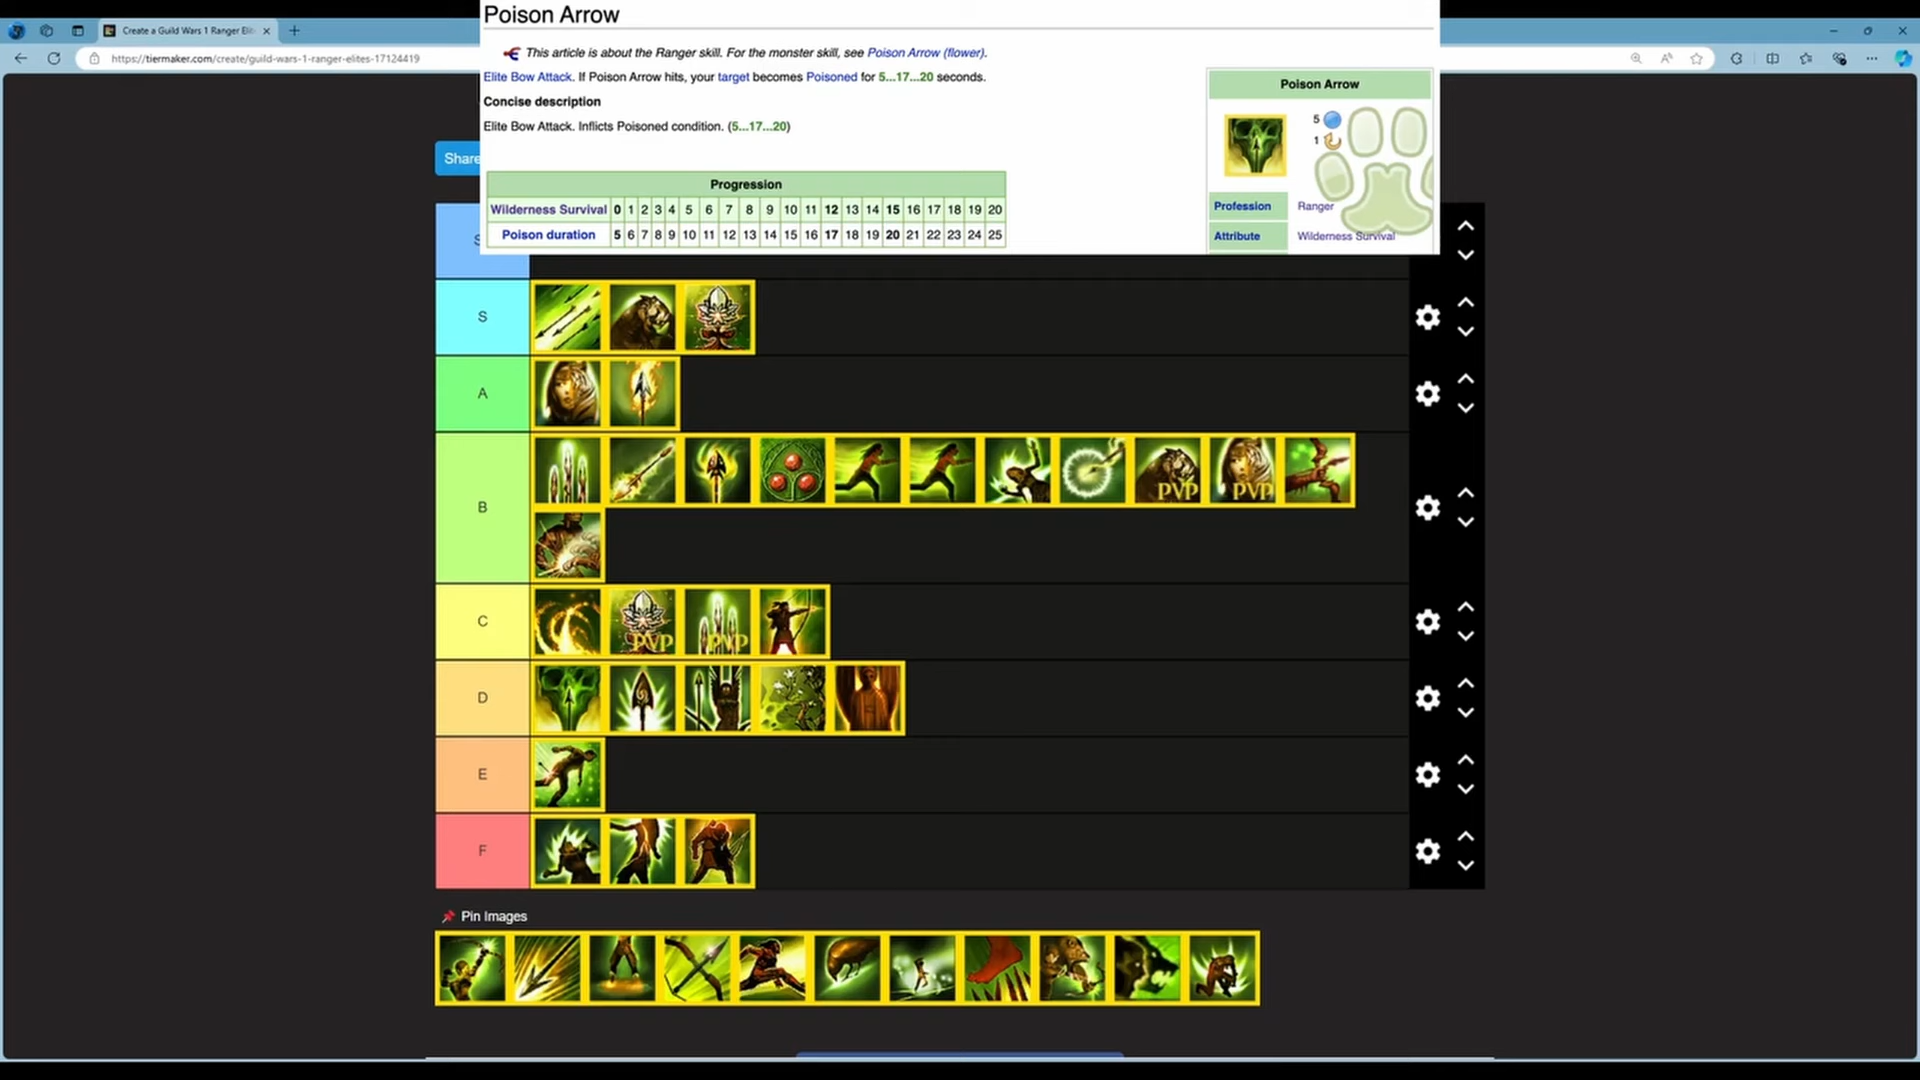 Poison Arrow
This article is about the Ranger skill. For the monster skill, see Poison Arrow (flower).
Elite Bow Attack. If Poison Arrow hits, your target becomes Poisoned for 5...17...20 seconds.
Concise description
Elite Bow Attack. Inflicts Poisoned condition. (5...17...20)
Progression
Wilderness Survival 0 1 2 3 4 5 6 7 8 9 10 11 12 13 14 15 16 17 18 19 20
Poison duration 5 6 7 8 9 10 11 12 13 14 15 16 17 18 19 20 21 22 23 24 25
Poison Arrow
5
1
Profession Ranger
Attribute Wilderness Survival
Create a Guild Wars 1 Ranger Elit
https://tiermaker.com/create/guild-wars-1-ranger-elites-17124419
Share
S
S
A
B
PVP PVP
C
PVP PVP
D
E
F
Pin Images